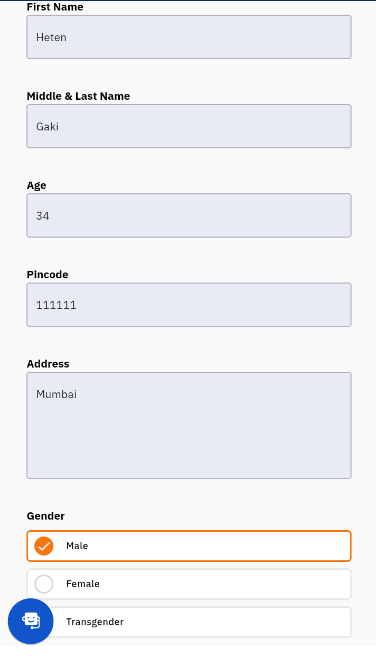 First Name
Heten
Middle & Last Name
Gaki
Age
34
Pincode
111111
Address
Mumbai
Gender
Male
Female
Transgender